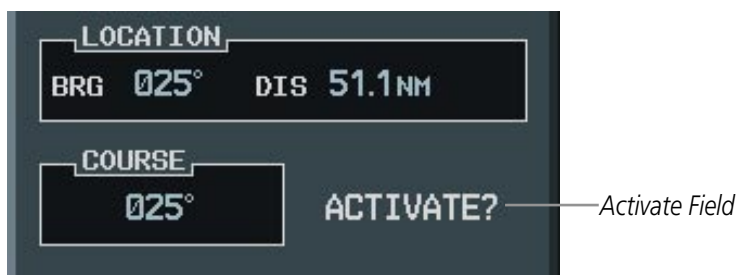 LOCATION
BRG 025° DIS 51.1NM
COURSE
025° ACTIVATE? Activate Field